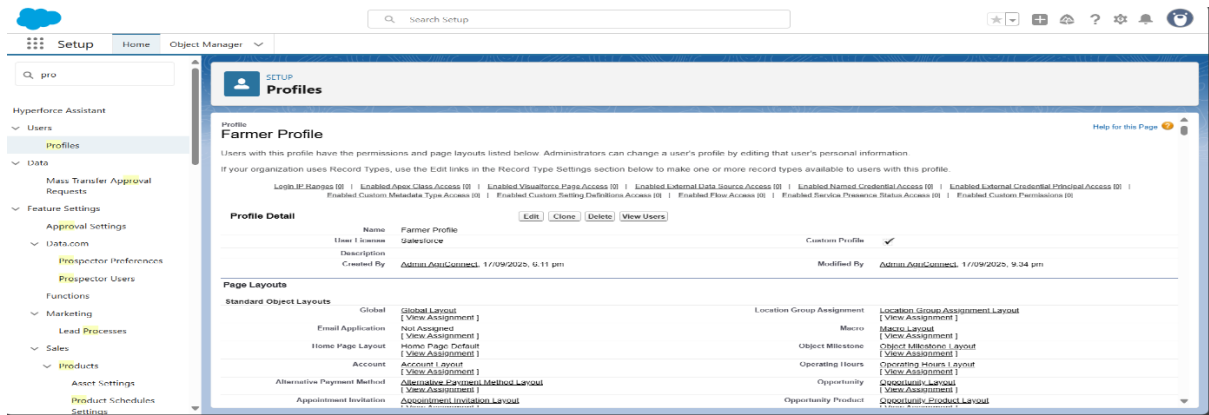 Search Setup
Setup Home Object Manager
pro
Hyperforce Assistant
Users
Profiles
Data
Mass Transfer Approval
Requests
Feature Settings
Approval Settings
Data.com
Prospector Preferences
Prospector Users
Functions
Marketing
Lead Processes
Sales
Products
Asset Settings
Product Schedules
Settings
SETUP
Profiles
Profile
Farmer Profile
Help for this Page
Users with this profile have the permissions and page layouts listed below. Administrators can change a user's profile by editing that user's personal information.
If your organization uses Record Types, use the Edit links in the Record Type Settings section below to make one or more record types available to users with this profile.
Login IP Ranges [0] | Enabled Apex Class Access [0] | Enabled Visualforce Page Access [0] | Enabled External Data Source Access [0] | Enabled Named Credential Access [0] | Enabled External Credential Principal Access [0] |
Enabled Custom Metadata Type Access [0] | Enabled Custom Setting Definitions Access [0] | Enabled Flow Access [0] | Enabled Service Presence Status Access [0] | Enabled Custom Permissions [0]
Profile Detail Edit Clone Delete View Users
Name Farmer Profile
User License Salesforce Custom Profile ✓
Description
Created By Admin AgriConnect, 17/09/2025, 6:11 pm Modified By Admin AgriConnect, 17/09/2025, 9:34 pm
Page Layouts
Standard Object Layouts
Global Global Layout Location Group Assignment Location Group Assignment Layout
[ View Assignment ] [ View Assignment ]
Email Application Not Assigned Macro Macro Layout
[ View Assignment ] [ View Assignment ]
Home Page Layout Home Page Default Object Milestone Object Milestone Layout
[ View Assignment ] [ View Assignment ]
Account Account Layout Operating Hours Operating Hours Layout
[ View Assignment ] [ View Assignment ]
Alternative Payment Method Alternative Payment Method Layout Opportunity Opportunity Layout
[ View Assignment ] [ View Assignment ]
Appointment Invitation Appointment Invitation Layout Opportunity Product Opportunity Product Layout
[ View Assignment ] [ View Assignment ]